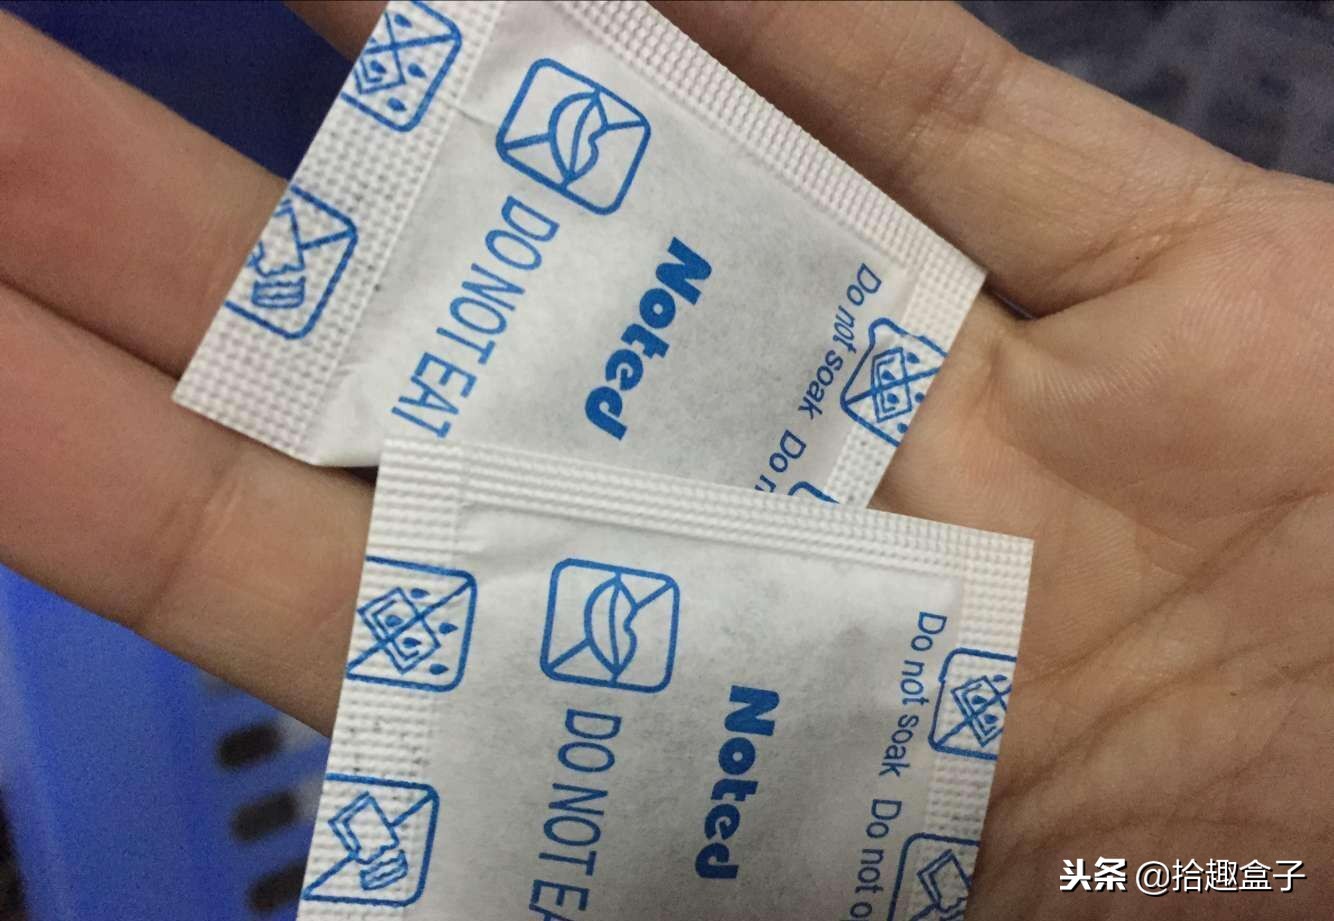 DO NOT EAT
Noted
Do not soak Do n
DO NOT EA
Noted
Do not soak Do not o
头条 @拾趣盒子